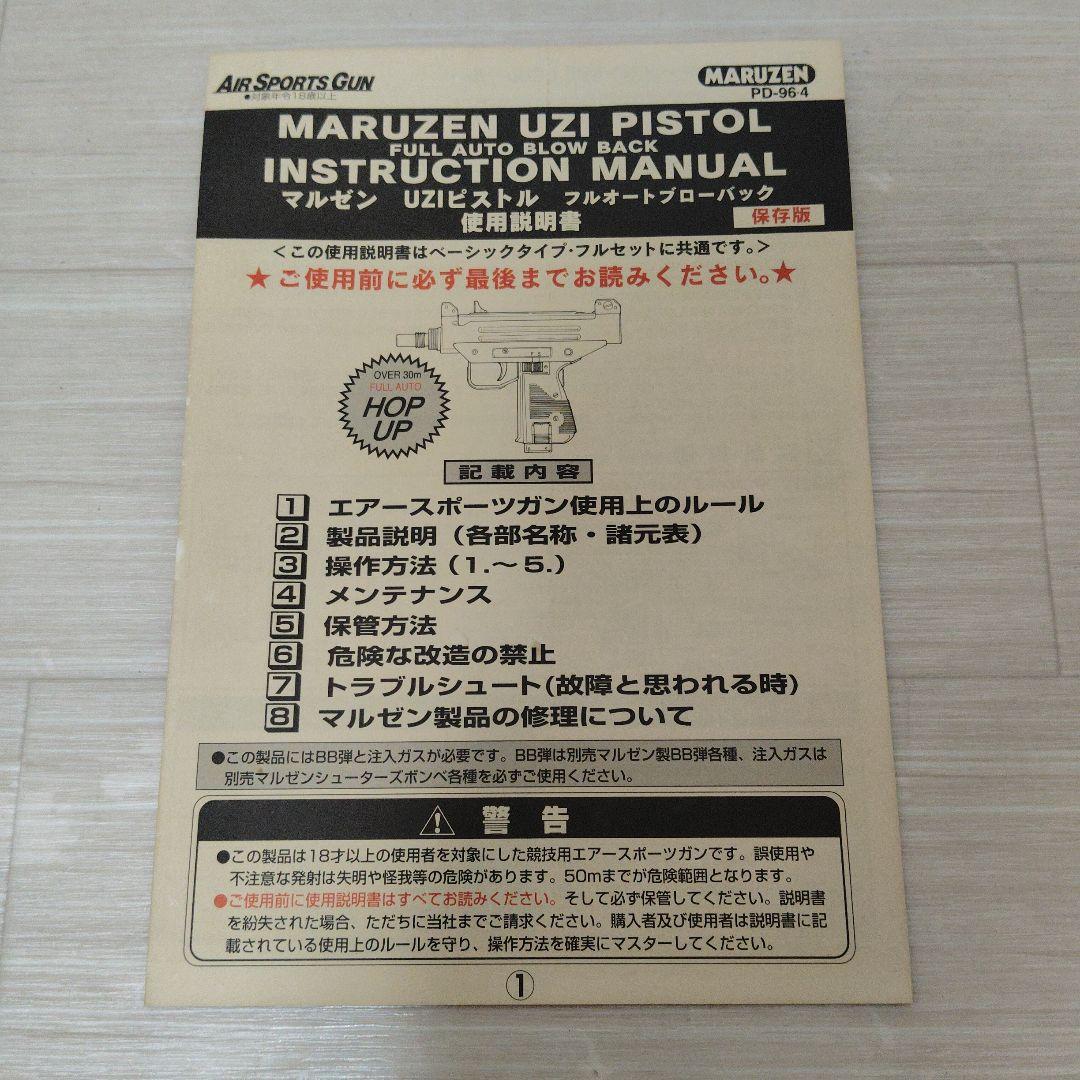 AIR SPORTS GUN
●対象年令18歳以上
MARUZEN
PD-96・4
MARUZEN UZI PISTOL
FULL AUTO BLOW BACK
INSTRUCTION MANUAL
マルゼン UZIピストル フルオートブローバック
使用説明書
保存版
＜この使用説明書はベーシックタイプ・フルセットに共通です。＞
★ご使用前に必ず最後までお読みください。★
OVER 30m
FULL AUTO
HOP
UP
記載内容
1 エアースポーツガン使用上のルール
2 製品説明（各部名称・諸元表）
3 操作方法（1.～5.）
4 メンテナンス
5 保管方法
6 危険な改造の禁止
7 トラブルシュート(故障と思われる時)
8 マルゼン製品の修理について
●この製品にはBB弾と注入ガスが必要です。BB弾は別売マルゼン製BB弾各種、注入ガスは
別売マルゼンシューターズボンベ各種を必ずご使用ください。
警告
●この製品は18才以上の使用者を対象にした競技用エアースポーツガンです。誤使用や
不注意な発射は失明や怪我等の危険があります。50mまでが危険範囲となります。
●ご使用前に使用説明書はすべてお読みください。そして必ず保管してください。説明書
を紛失された場合、ただちに当社までご請求ください。購入者及び使用者は説明書に記
載されている使用上のルールを守り、操作方法を確実にマスターしてください。
①